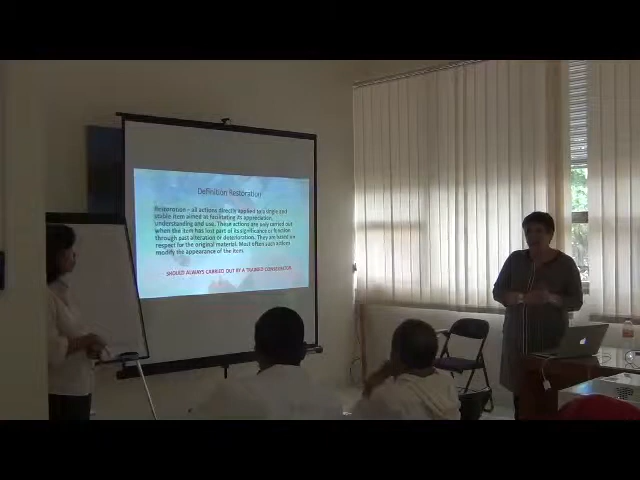 Definition Restoration
Restoration – all actions directly applied to a single and
stable item aimed at facilitating its appreciation,
understanding and use. These actions are only carried out
when the item has lost part of its significance or function
through past alteration or deterioration. They are based on
respect for the original material. Most often such actions
modify the appearance of the item.
SHOULD ALWAYS CARRIED OUT BY A TRAINED CONSERVATOR